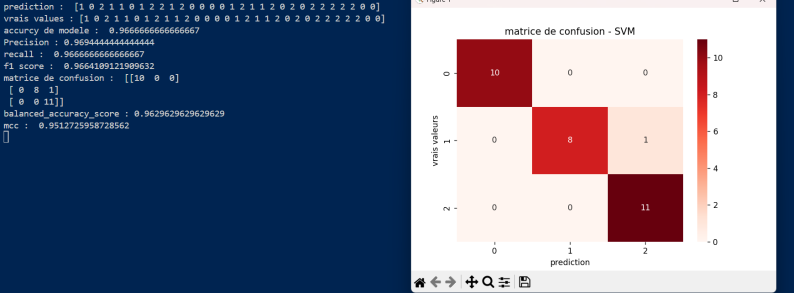 prediction :  [1 0 2 1 1 0 1 2 2 1 2 0 0 0 0 1 2 1 1 2 0 2 0 2 2 2 2 2 0 0]
vrais values : [1 0 2 1 1 0 1 2 1 1 2 0 0 0 0 1 2 1 1 2 0 2 0 2 2 2 2 2 0 0]
accurcy de modele :  0.9666666666666667
Precision : 0.9694444444444444
recall :  0.9666666666666667
f1 score :  0.9664109121909632
matrice de confusion :  [[10  0  0]
[ 0  8  1]
[ 0  0 11]]
balanced_accuracy_score : 0.9629629629629629
mcc :  0.9512725958728562
matrice de confusion - SVM
0
10
0
0
1
0
8
1
2
0
0
11
vrais valeurs
0
1
2
prediction
10
8
6
4
2
0